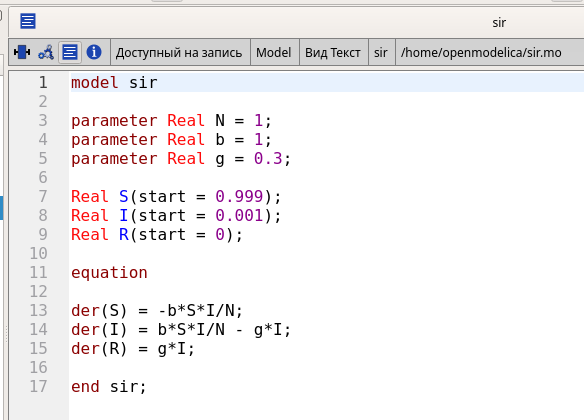 sir
Доступный на запись Model Вид Текст sir /home/openmodelica/sir.mo
1 model sir
2
3 parameter Real N = 1;
4 parameter Real b = 1;
5 parameter Real g = 0.3;
6
7 Real S(start = 0.999);
8 Real I(start = 0.001);
9 Real R(start = 0);
10
11 equation
12
13 der(S) = -b*S*I/N;
14 der(I) = b*S*I/N - g*I;
15 der(R) = g*I;
16
17 end sir;